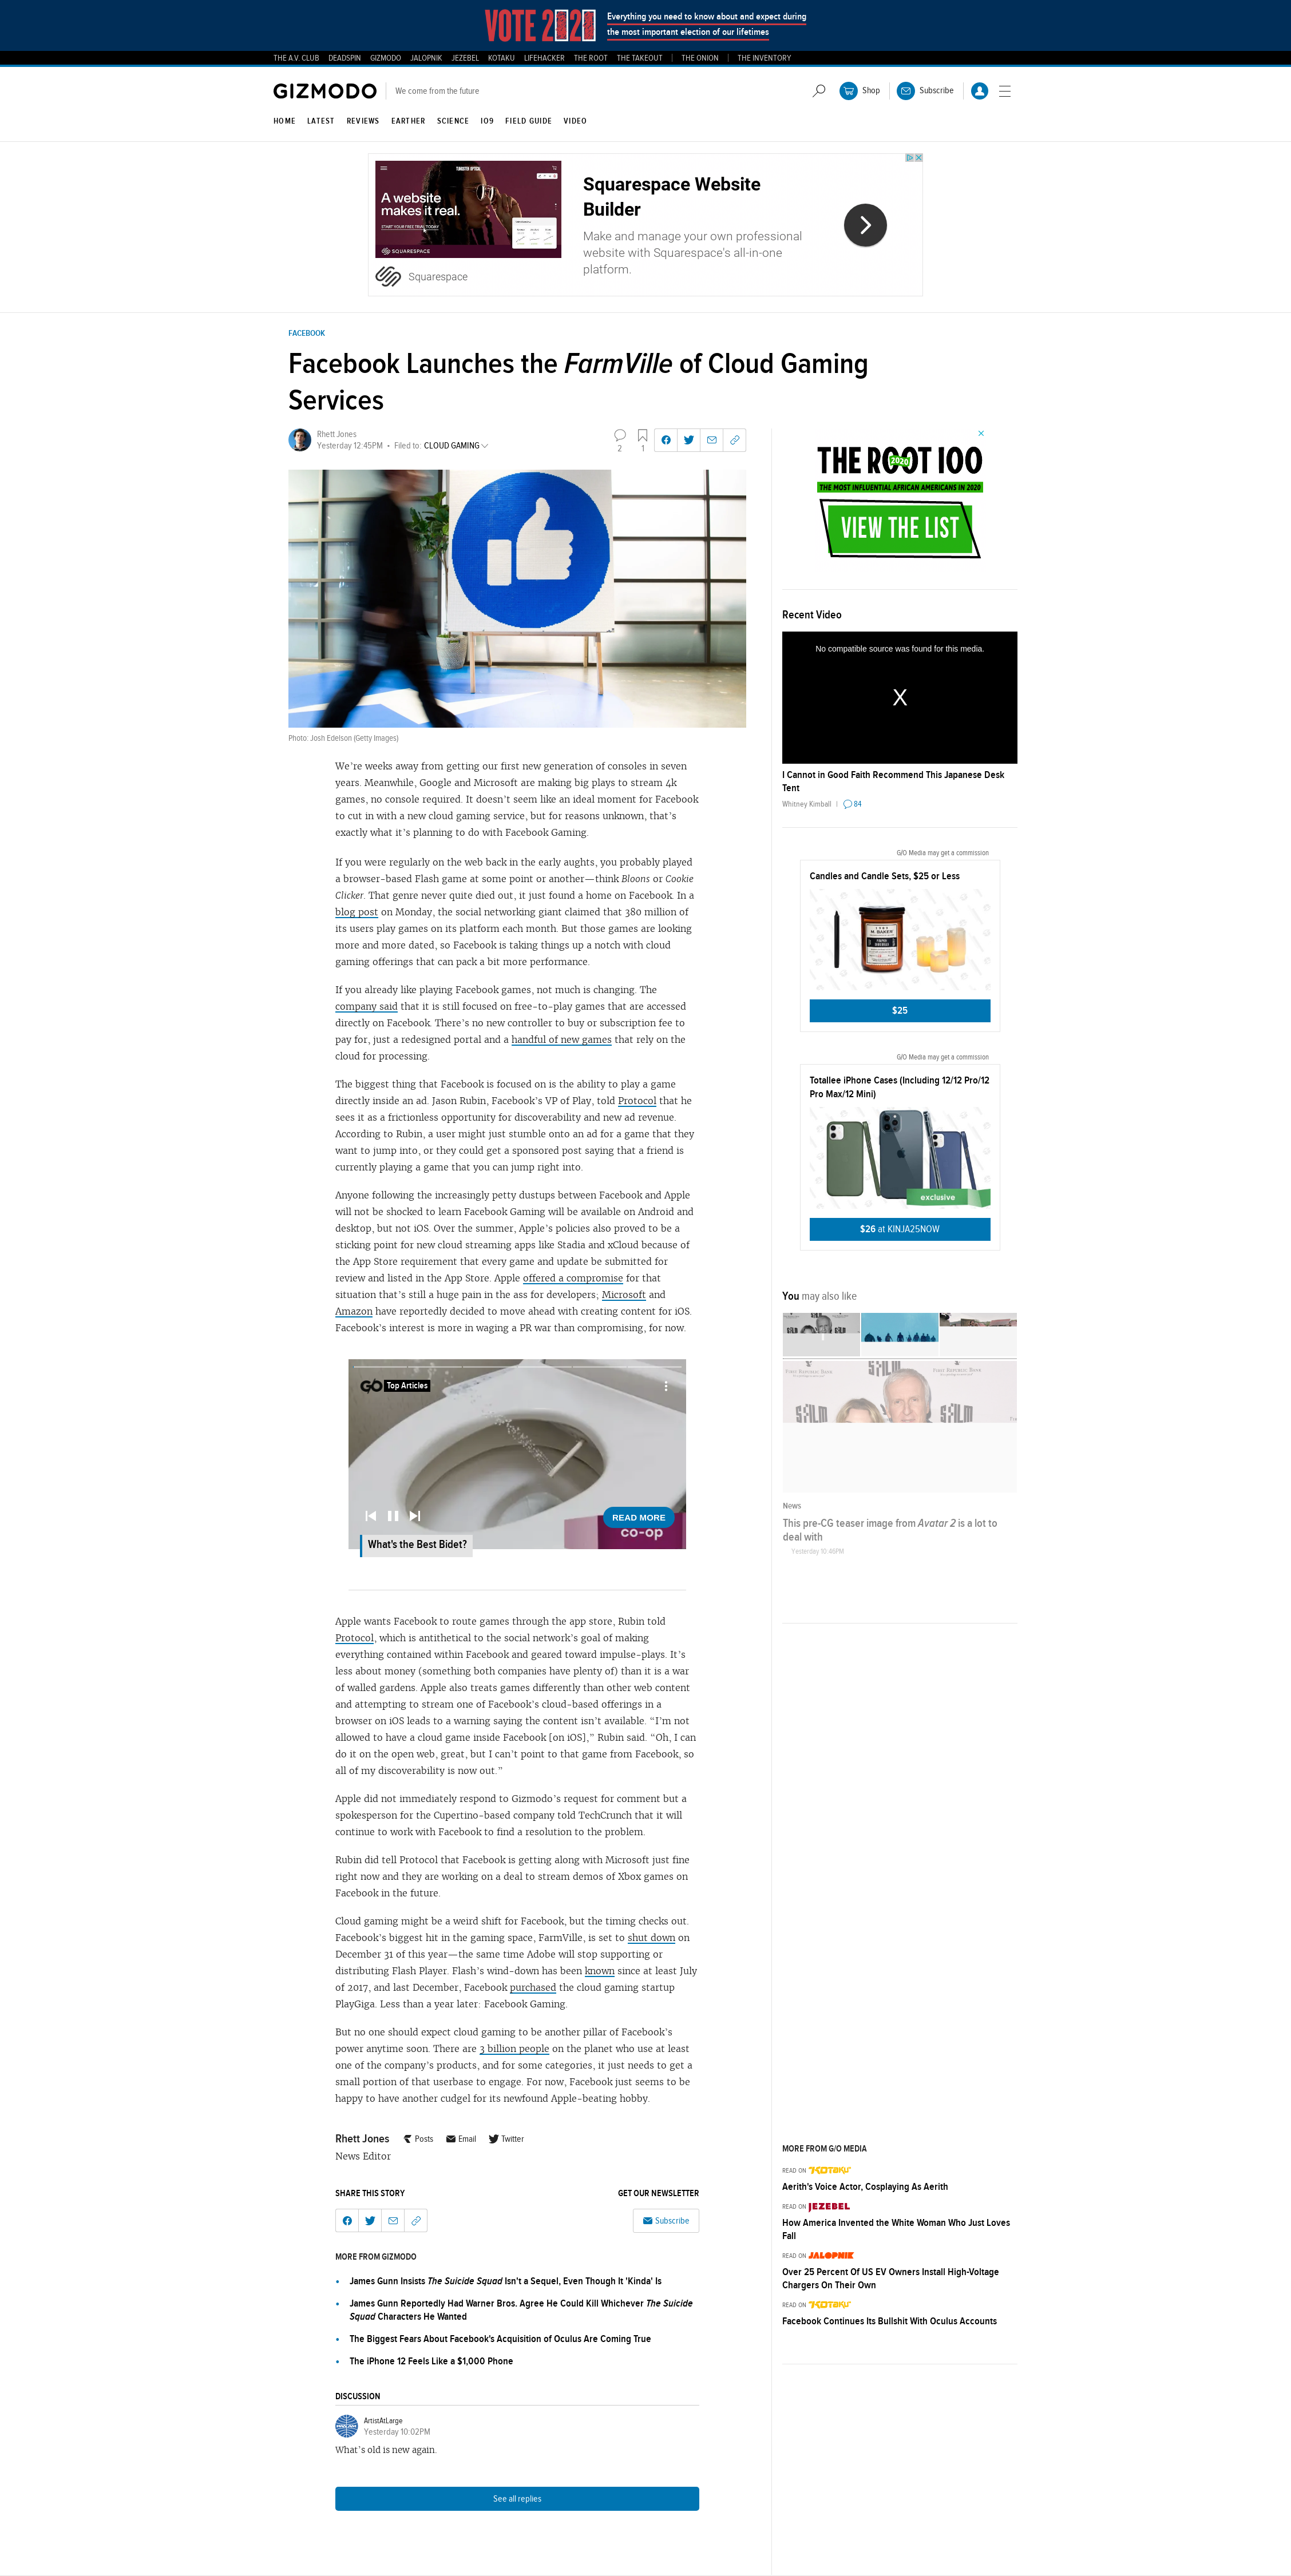 VOTE 2020
Everything you need to know about and expect during
the most important election of our lifetimes
THE A.V. CLUB DEADSPIN GIZMODO JALOPNIK JEZEBEL KOTAKU LIFEHACKER THE ROOT THE TAKEOUT | THE ONION | THE INVENTORY
GIZMODO
We come from the future
Shop
Subscribe
HOME LATEST REVIEWS EARTHER SCIENCE IO9 FIELD GUIDE VIDEO
A website
makes it real.
START YOUR FREE TRIAL TODAY
SQUARESPACE
Squarespace
Squarespace Website
Builder
Make and manage your own professional
website with Squarespace's all-in-one
platform.
FACEBOOK
Facebook Launches the FarmVille of Cloud Gaming
Services
Rhett Jones
Yesterday 12:45PM • Filed to: CLOUD GAMING
2
1
Photo: Josh Edelson (Getty Images)
We’re weeks away from getting our first new generation of consoles in seven
years. Meanwhile, Google and Microsoft are making big plays to stream 4k
games, no console required. It doesn’t seem like an ideal moment for Facebook
to cut in with a new cloud gaming service, but for reasons unknown, that’s
exactly what it’s planning to do with Facebook Gaming.
If you were regularly on the web back in the early aughts, you probably played
a browser-based Flash game at some point or another—think Bloons or Cookie
Clicker. That genre never quite died out, it just found a home on Facebook. In a
blog post on Monday, the social networking giant claimed that 380 million of
its users play games on its platform each month. But those games are looking
more and more dated, so Facebook is taking things up a notch with cloud
gaming offerings that can pack a bit more performance.
If you already like playing Facebook games, not much is changing. The
company said that it is still focused on free-to-play games that are accessed
directly on Facebook. There’s no new controller to buy or subscription fee to
pay for, just a redesigned portal and a handful of new games that rely on the
cloud for processing.
The biggest thing that Facebook is focused on is the ability to play a game
directly inside an ad. Jason Rubin, Facebook’s VP of Play, told Protocol that he
sees it as a frictionless opportunity for discoverability and new ad revenue.
According to Rubin, a user might just stumble onto an ad for a game that they
want to jump into, or they could get a sponsored post saying that a friend is
currently playing a game that you can jump right into.
Anyone following the increasingly petty dustups between Facebook and Apple
will not be shocked to learn Facebook Gaming will be available on Android and
desktop, but not iOS. Over the summer, Apple’s policies also proved to be a
sticking point for new cloud streaming apps like Stadia and xCloud because of
the App Store requirement that every game and update be submitted for
review and listed in the App Store. Apple offered a compromise for that
situation that’s still a huge pain in the ass for developers; Microsoft and
Amazon have reportedly decided to move ahead with creating content for iOS.
Facebook’s interest is more in waging a PR war than compromising, for now.
GO Top Articles
READ MORE
co-op
What's the Best Bidet?
Apple wants Facebook to route games through the app store, Rubin told
Protocol, which is antithetical to the social network’s goal of making
everything contained within Facebook and geared toward impulse-plays. It’s
less about money (something both companies have plenty of) than it is a war
of walled gardens. Apple also treats games differently than other web content
and attempting to stream one of Facebook’s cloud-based offerings in a
browser on iOS leads to a warning saying the content isn’t available. “I’m not
allowed to have a cloud game inside Facebook [on iOS],” Rubin said. “Oh, I can
do it on the open web, great, but I can’t point to that game from Facebook, so
all of my discoverability is now out.”
Apple did not immediately respond to Gizmodo’s request for comment but a
spokesperson for the Cupertino-based company told TechCrunch that it will
continue to work with Facebook to find a resolution to the problem.
Rubin did tell Protocol that Facebook is getting along with Microsoft just fine
right now and they are working on a deal to stream demos of Xbox games on
Facebook in the future.
Cloud gaming might be a weird shift for Facebook, but the timing checks out.
Facebook’s biggest hit in the gaming space, FarmVille, is set to shut down on
December 31 of this year—the same time Adobe will stop supporting or
distributing Flash Player. Flash’s wind-down has been known since at least July
of 2017, and last December, Facebook purchased the cloud gaming startup
PlayGiga. Less than a year later: Facebook Gaming.
But no one should expect cloud gaming to be another pillar of Facebook’s
power anytime soon. There are 3 billion people on the planet who use at least
one of the company’s products, and for some categories, it just needs to get a
small portion of that userbase to engage. For now, Facebook just seems to be
happy to have another cudgel for its newfound Apple-beating hobby.
Rhett Jones Posts Email Twitter
News Editor
SHARE THIS STORY
GET OUR NEWSLETTER
Subscribe
MORE FROM GIZMODO
James Gunn Insists The Suicide Squad Isn't a Sequel, Even Though It 'Kinda' Is
James Gunn Reportedly Had Warner Bros. Agree He Could Kill Whichever The Suicide
Squad Characters He Wanted
The Biggest Fears About Facebook's Acquisition of Oculus Are Coming True
The iPhone 12 Feels Like a $1,000 Phone
DISCUSSION
ArtistAtLarge
Yesterday 10:02PM
What’s old is new again.
See all replies
THE ROOT 100
2020
THE MOST INFLUENTIAL AFRICAN AMERICANS IN 2020
VIEW THE LIST
Recent Video
No compatible source was found for this media.
X
I Cannot in Good Faith Recommend This Japanese Desk
Tent
Whitney Kimball | 84
G/O Media may get a commission
Candles and Candle Sets, $25 or Less
$25
G/O Media may get a commission
Totallee iPhone Cases (Including 12/12 Pro/12
Pro Max/12 Mini)
exclusive
$26 at KINJA25NOW
You may also like
First Republic Bank
SFFILM
News
This pre-CG teaser image from Avatar 2 is a lot to
deal with
Yesterday 10:46PM
MORE FROM G/O MEDIA
READ ON KOTAKU
Aerith's Voice Actor, Cosplaying As Aerith
READ ON JEZEBEL
How America Invented the White Woman Who Just Loves
Fall
READ ON JALOPNIK
Over 25 Percent Of US EV Owners Install High-Voltage
Chargers On Their Own
READ ON KOTAKU
Facebook Continues Its Bullshit With Oculus Accounts